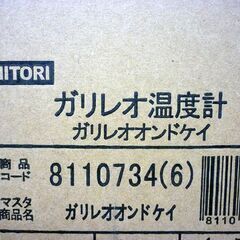 NITORI
ガリレオ温度計
ガリレオオンドケイ
商品コード 8110734(6)
マスタ商品名 ガリレオオンドケイ
8110